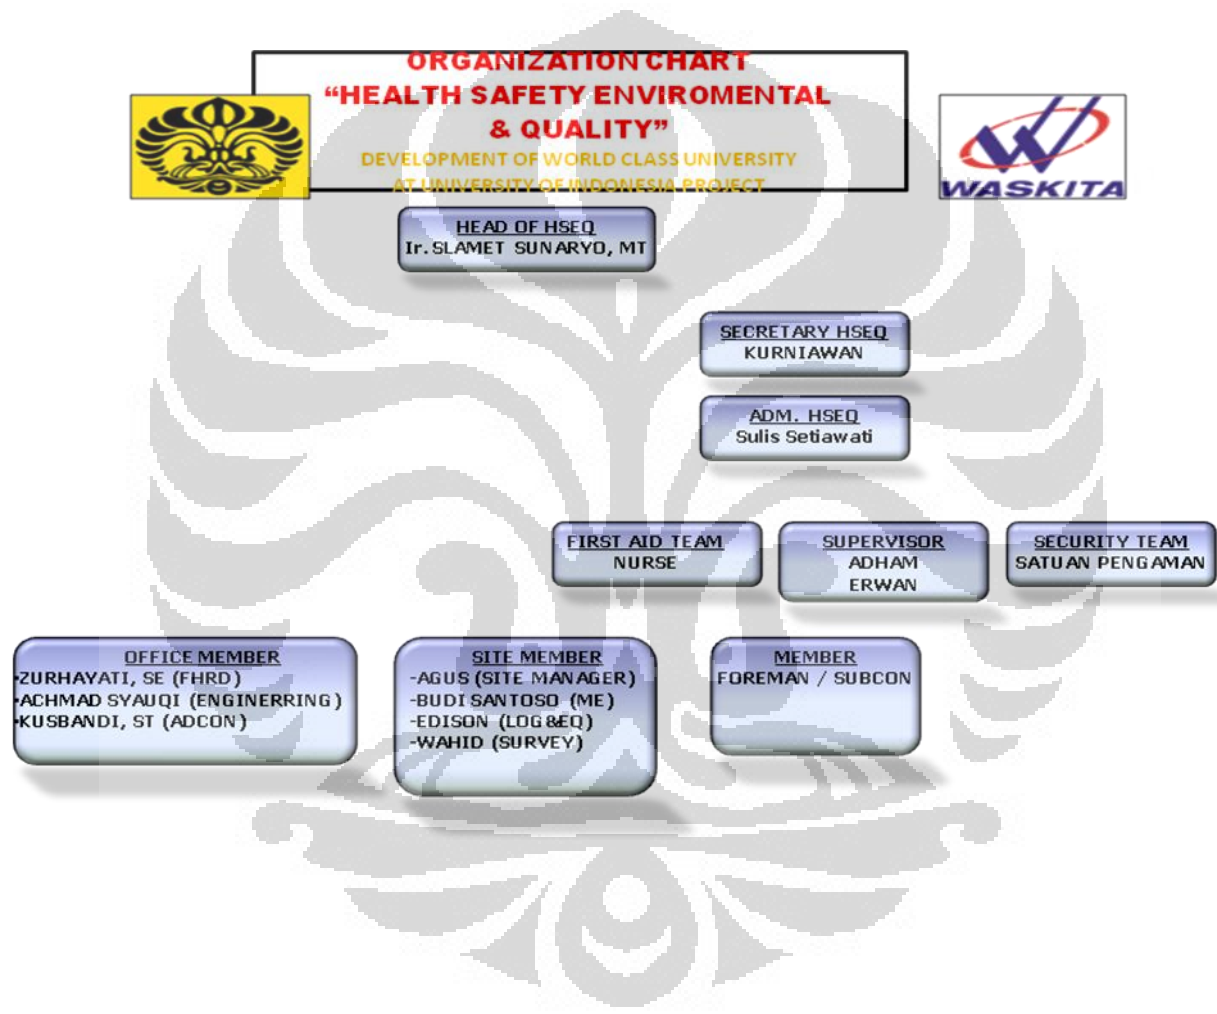 ORGANIZATION CHART
“HEALTH SAFETY ENVIROMENTAL
& QUALITY”
DEVELOPMENT OF WORLD CLASS UNIVERSITY
AT UNIVERSITY OF INDONESIA PROJECT
WASKITA
HEAD OF HSEQ
Ir. SLAMET SUNARYO, MT
SECRETARY HSEQ
KURNIAWAN
ADM. HSEQ
Sulis Setiawati
FIRST AID TEAM
NURSE
SUPERVISOR
ADHAM
ERWAN
SECURITY TEAM
SATUAN PENGAMAN
OFFICE MEMBER
•ZURHAYATI, SE (FHRD)
•ACHMAD SYAUQI (ENGINERRING)
•KUSBANDI, ST (ADCON)
SITE MEMBER
-AGUS (SITE MANAGER)
-BUDI SANTOSO (ME)
-EDISON (LOG&EQ)
-WAHID (SURVEY)
MEMBER
FOREMAN / SUBCON